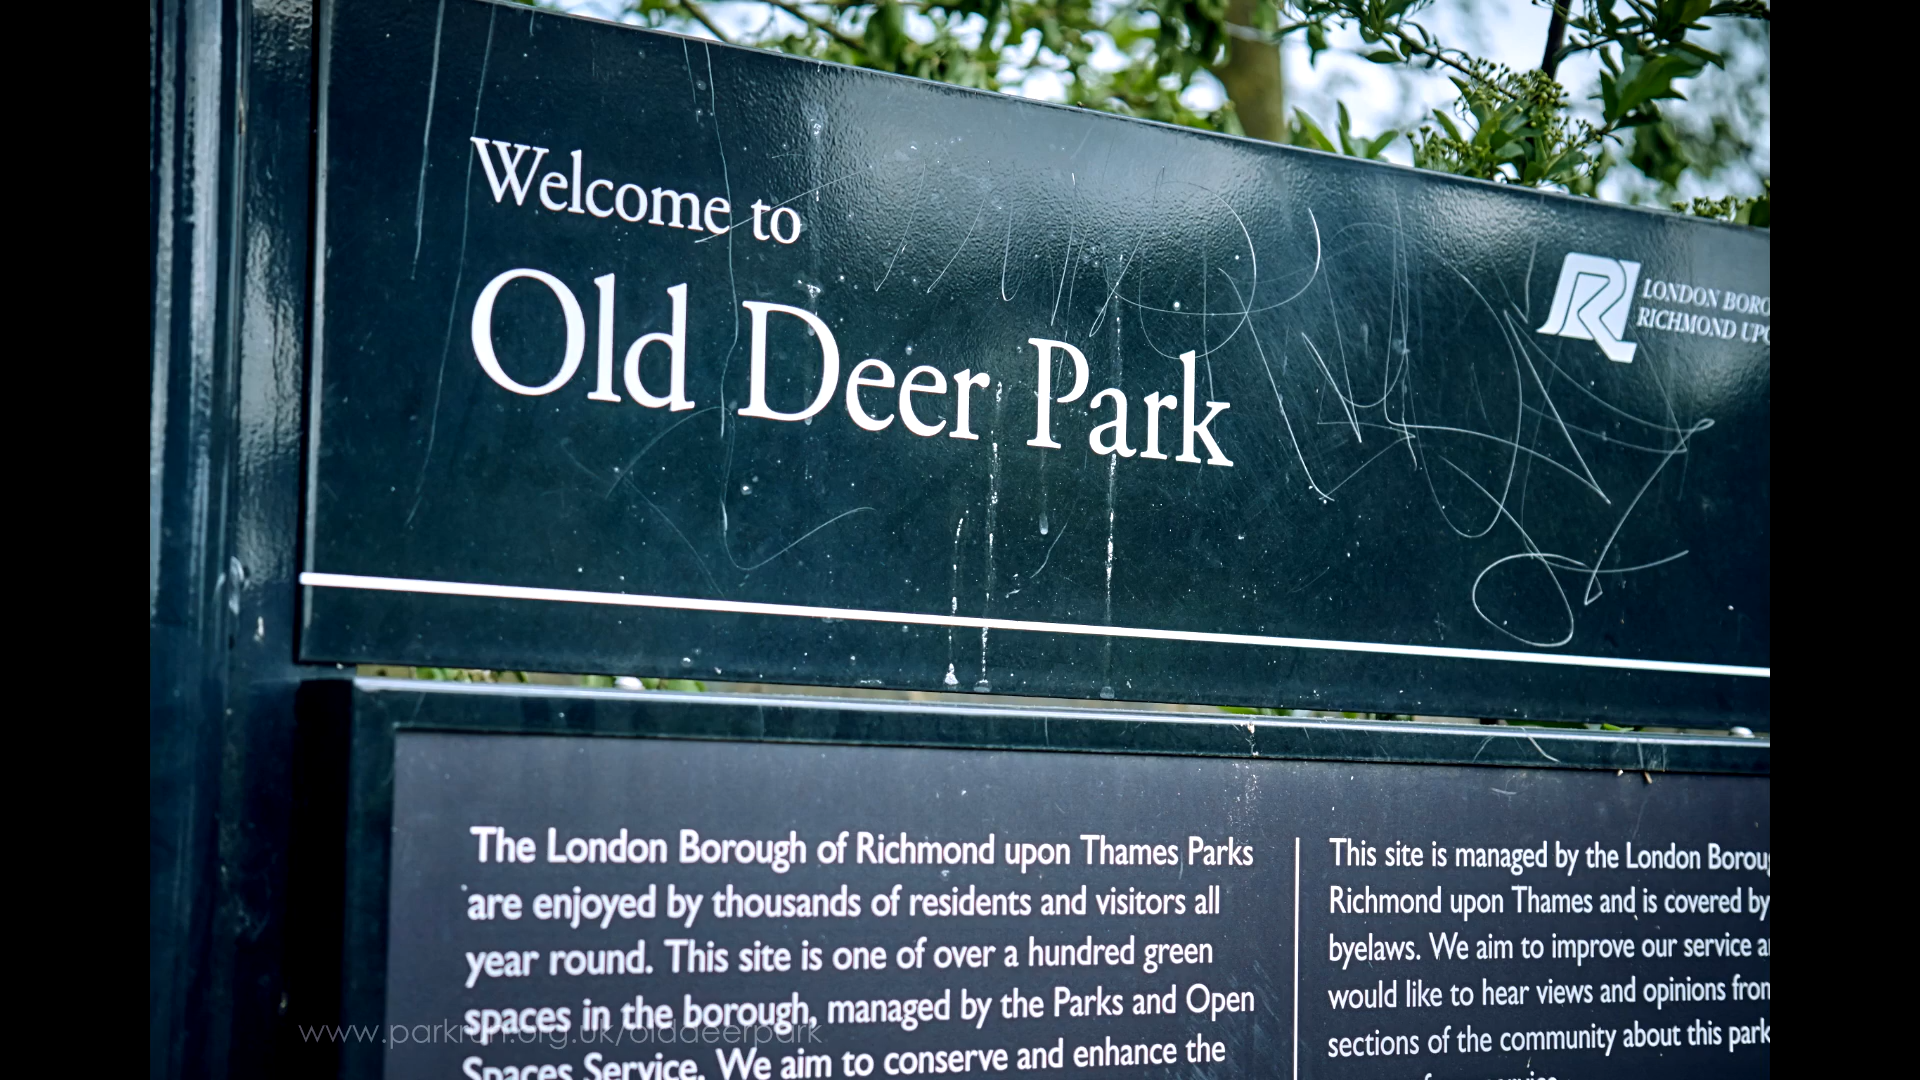 Welcome to
Old Deer Park
LONDON BORO
RICHMOND UPO
The London Borough of Richmond upon Thames Parks
are enjoyed by thousands of residents and visitors all
year round. This site is one of over a hundred green
spaces in the borough, managed by the Parks and Open
Spaces Service. We aim to conserve and enhance the
This site is managed by the London Boroug
Richmond upon Thames and is covered by
byelaws. We aim to improve our service a
would like to hear views and opinions from
sections of the community about this park
www.parkrun.org.uk/olddeerpark